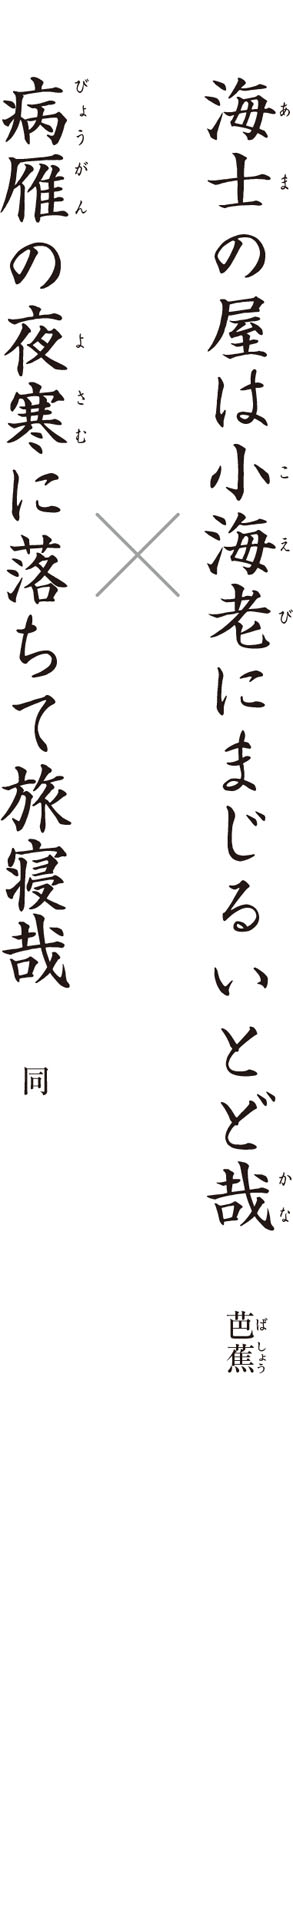 海士の屋は小海老にまじるいとど哉 芭蕉
あま こえび かな ばしょう
病雁の夜寒に落ちて旅寝哉 同
びょうがん よさむ